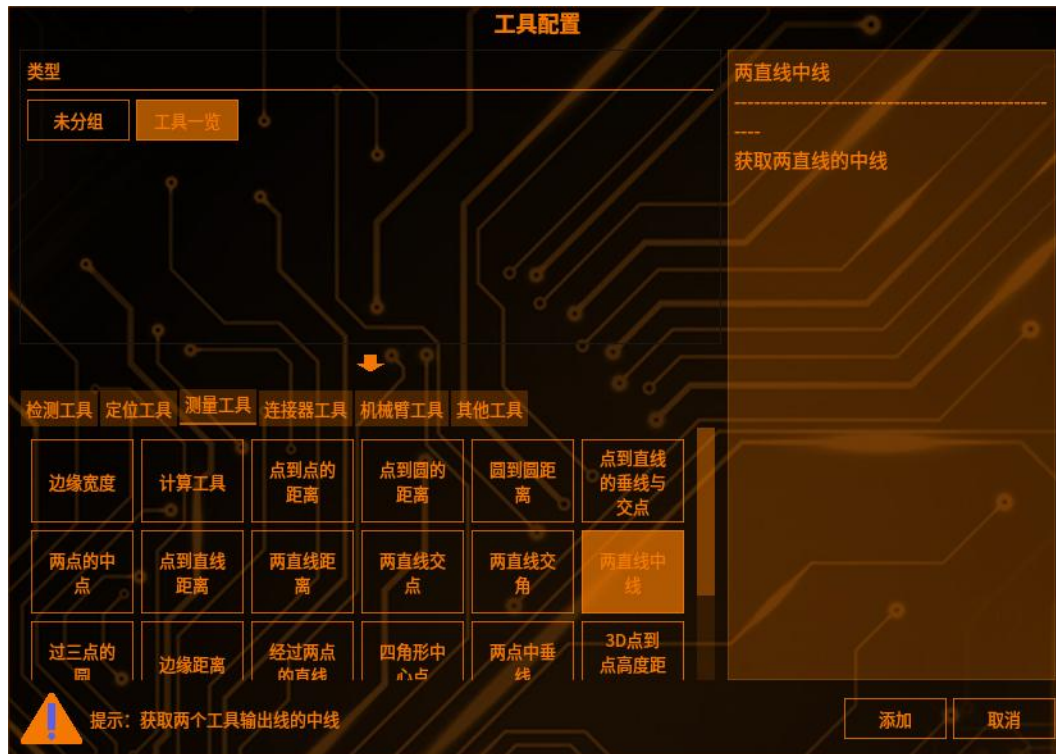 工具配置
类型
未分组
工具一览
两直线中线
------------------------------------------------
----
获取两直线的中线
检测工具
定位工具
测量工具
连接器工具
机械臂工具
其他工具
边缘宽度
计算工具
点到点的
距离
点到圆的
距离
圆到圆距
离
点到直线
的垂线与
交点
两点的中
点
点到直线
距离
两直线距
离
两直线交
点
两直线交
角
两直线中
线
过三点的
圆
边缘距离
经过两点
的直线
四角形中
心点
两点中垂
线
3D点到
点高度距
提示：获取两个工具输出线的中线
添加
取消